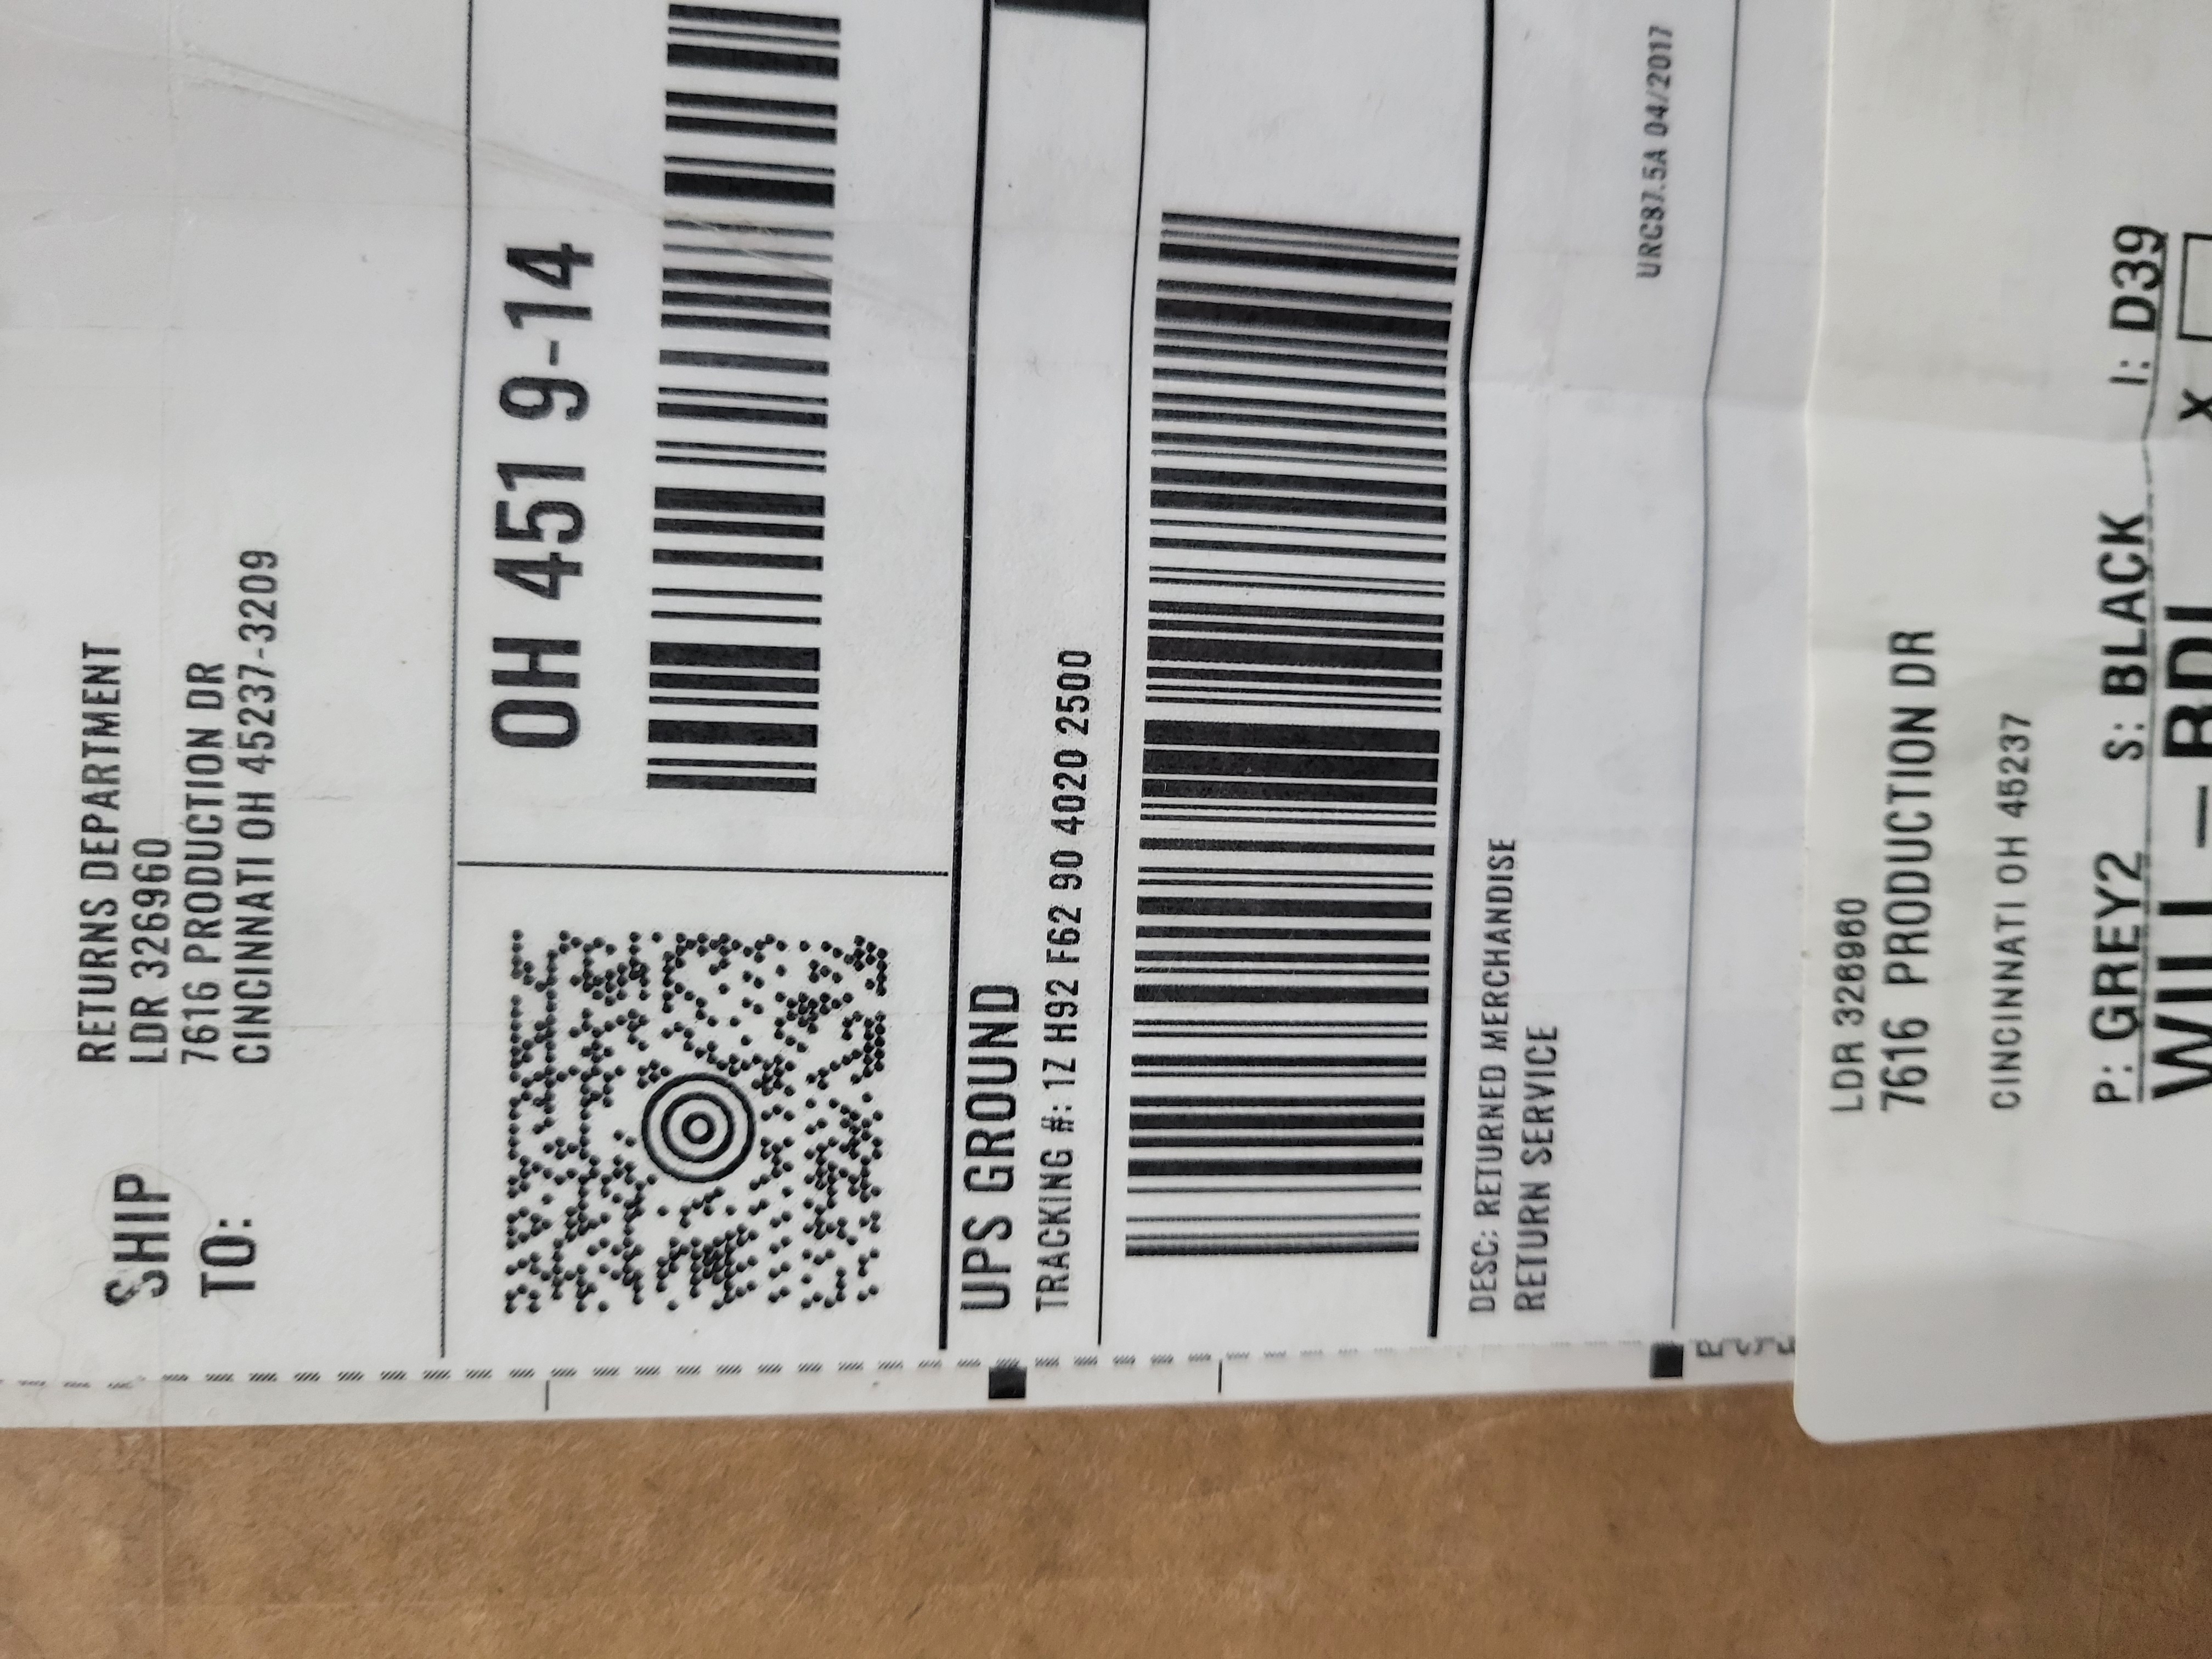 SHIP
TO:
RETURNS DEPARTMENT
LDR 326960
7616 PRODUCTION DR
CINCINNATI OH 45237-3209
OH 451 9-14
UPS GROUND
TRACKING #: 1Z H92 F62 90 4020 2500
DESC: RETURNED MERCHANDISE
RETURN SERVICE
URC87.5A 04/2017
LDR 326960
7616 PRODUCTION DR
CINCINNATI OH 45237
P: GREY2 S: BLACK I: D39
X